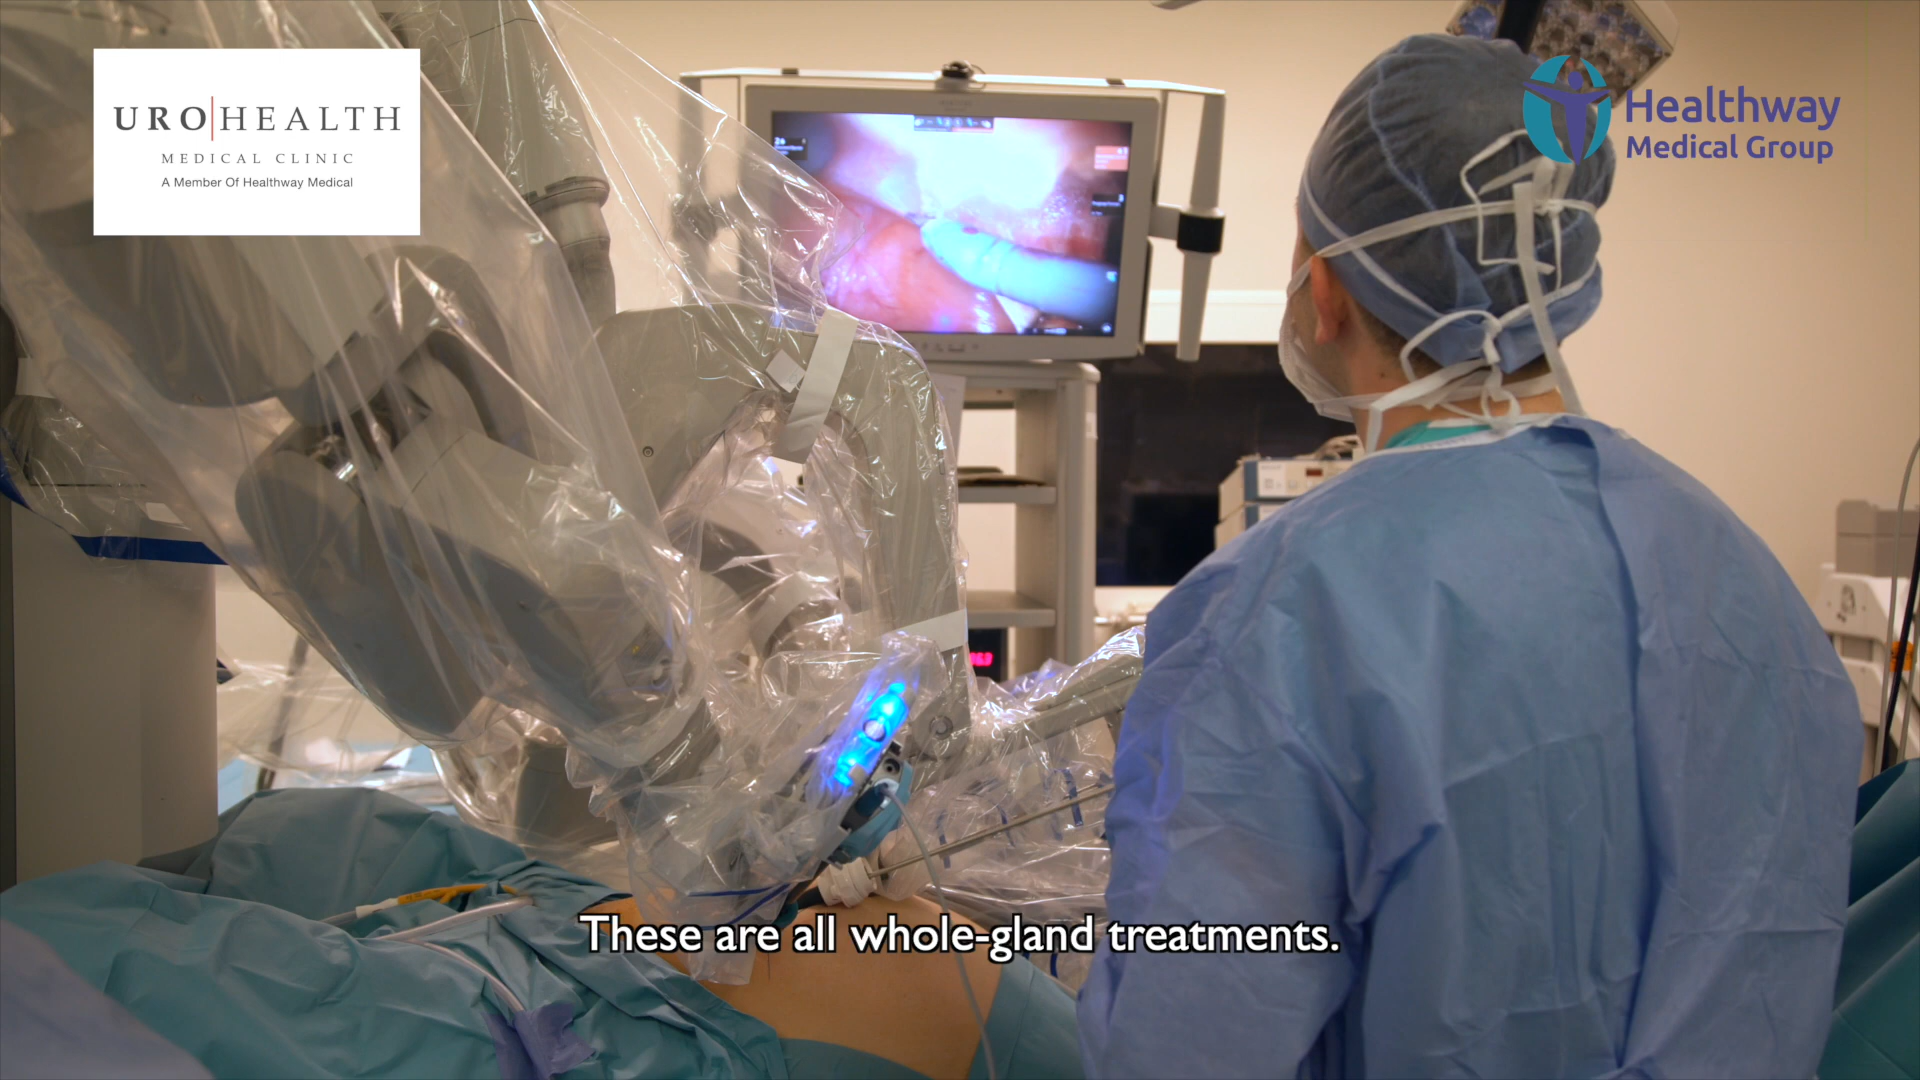 URO|HEALTH
MEDICAL CLINIC
A Member Of Healthway Medical
Healthway
Medical Group
These are all whole-gland treatments.